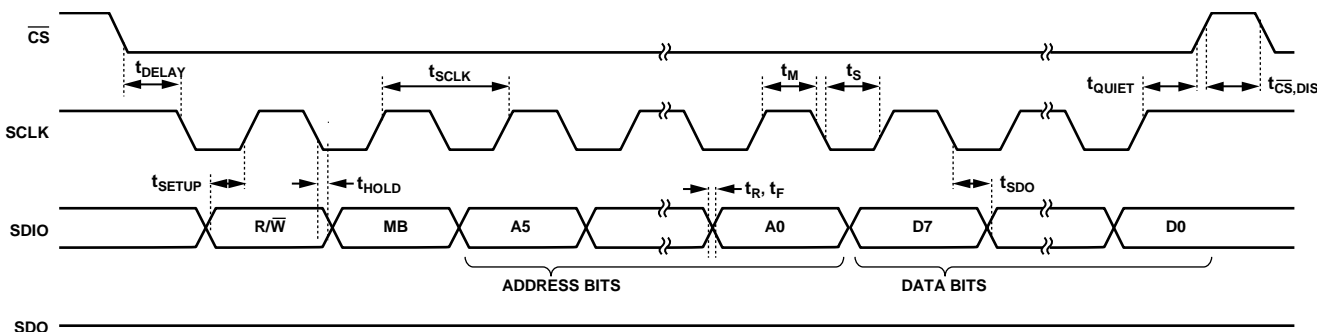 CS
tDELAY tSCLK tM tS tQUIET tCS,DIS
SCLK
tSETUP tHOLD tR, tF tSDO
SDIO R/W MB A5 A0 D7 D0
ADDRESS BITS DATA BITS
SDO